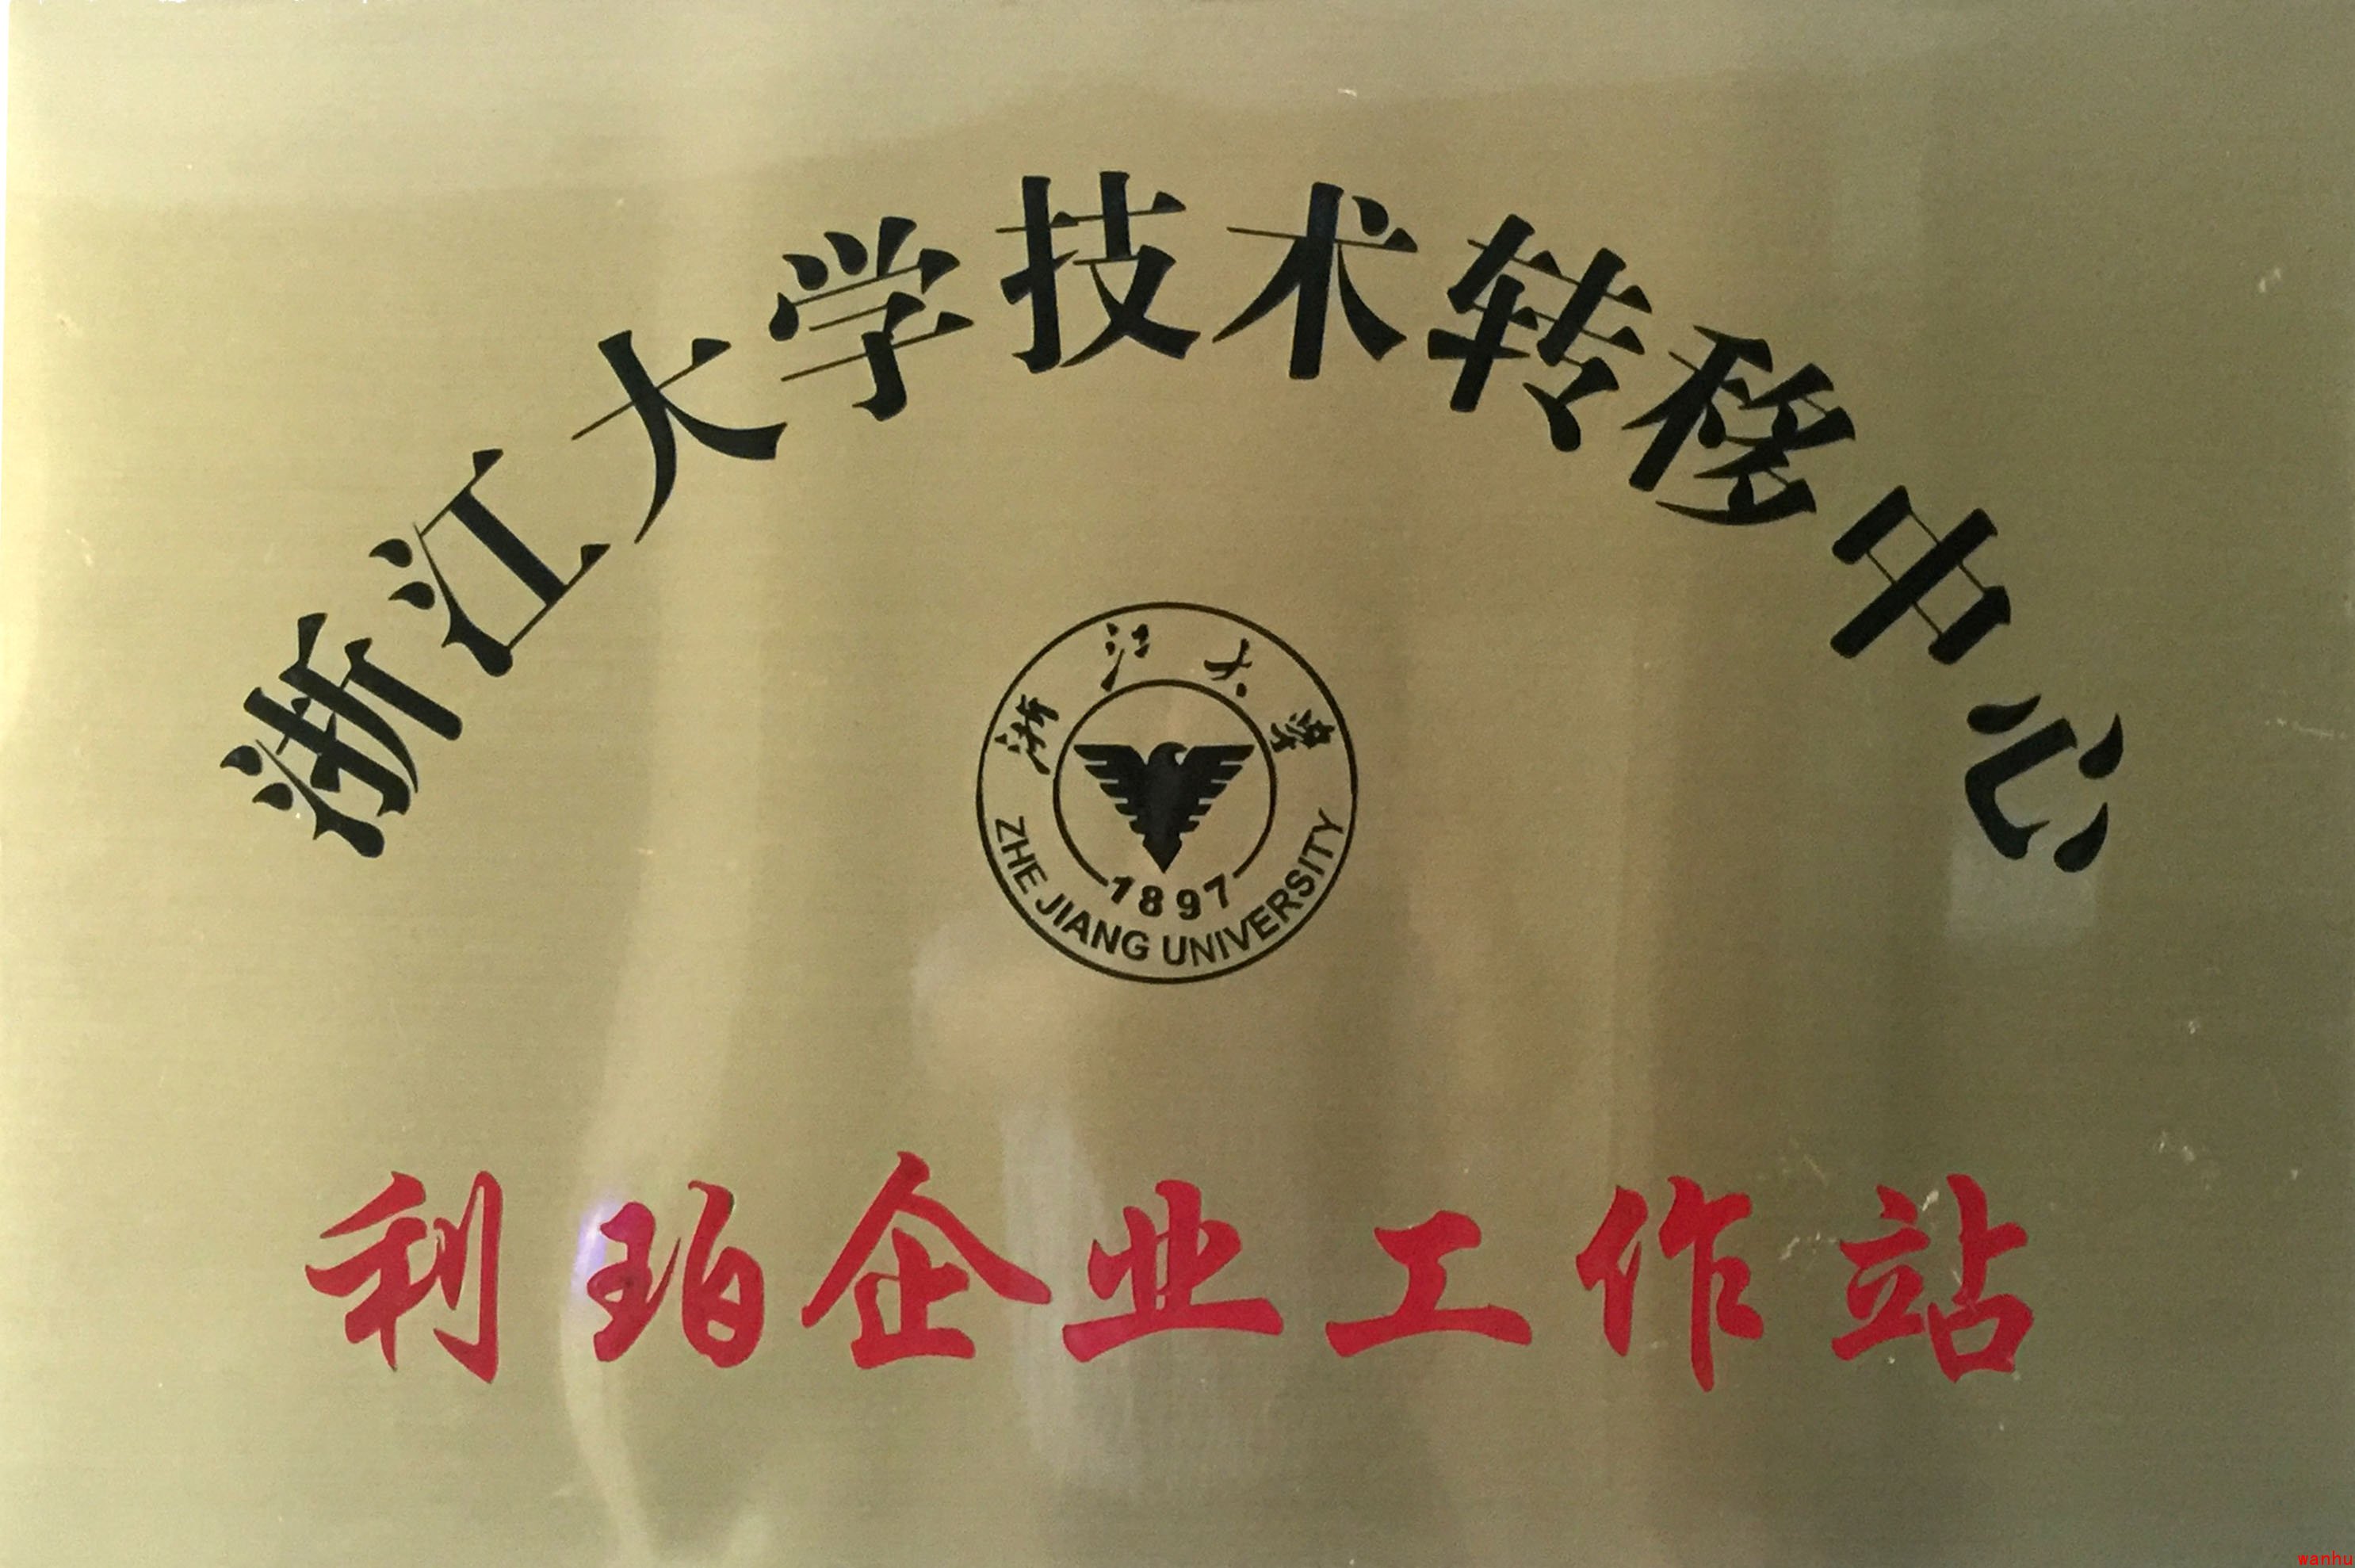 浙江大学技术转移中心
浙江大学
1897
ZHE JIANG UNIVERSITY
利珀企业工作站
wanhu